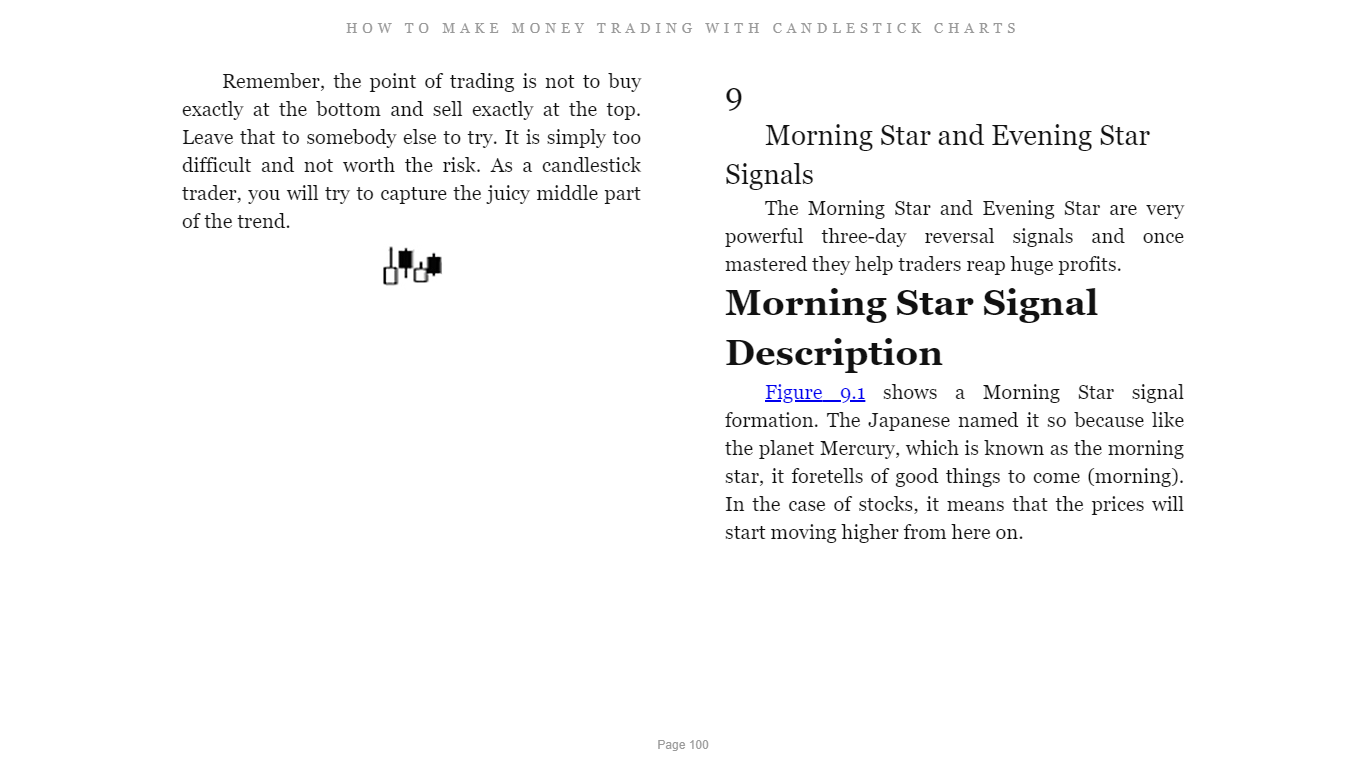 HOW TO MAKE MONEY TRADING WITH CANDLESTICK CHARTS
Remember, the point of trading is not to buy
exactly at the bottom and sell exactly at the top.
Leave that to somebody else to try. It is simply too
difficult and not worth the risk. As a candlestick
trader, you will try to capture the juicy middle part
of the trend.
9
Morning Star and Evening Star
Signals
The Morning Star and Evening Star are very
powerful three-day reversal signals and once
mastered they help traders reap huge profits.
Morning Star Signal
Description
Figure 9.1 shows a Morning Star signal
formation. The Japanese named it so because like
the planet Mercury, which is known as the morning
star, it foretells of good things to come (morning).
In the case of stocks, it means that the prices will
start moving higher from here on.
Page 100